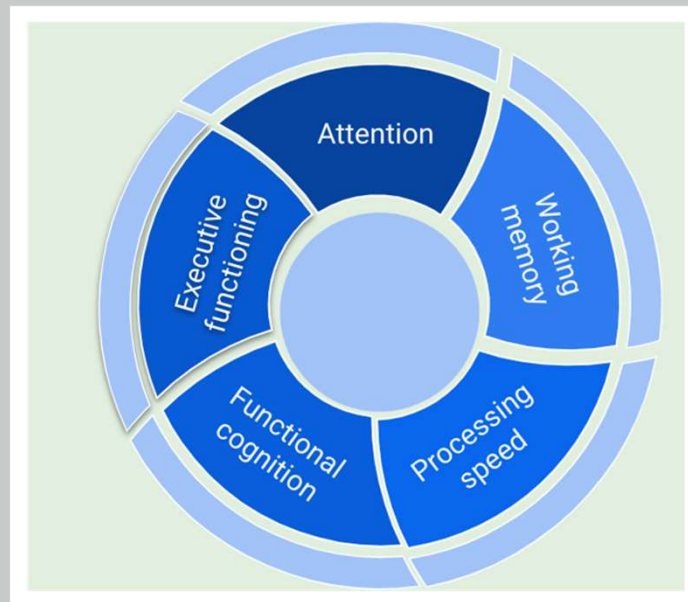 Attention
Working
memory
Processing
speed
Functional
cognition
Executive
functioning